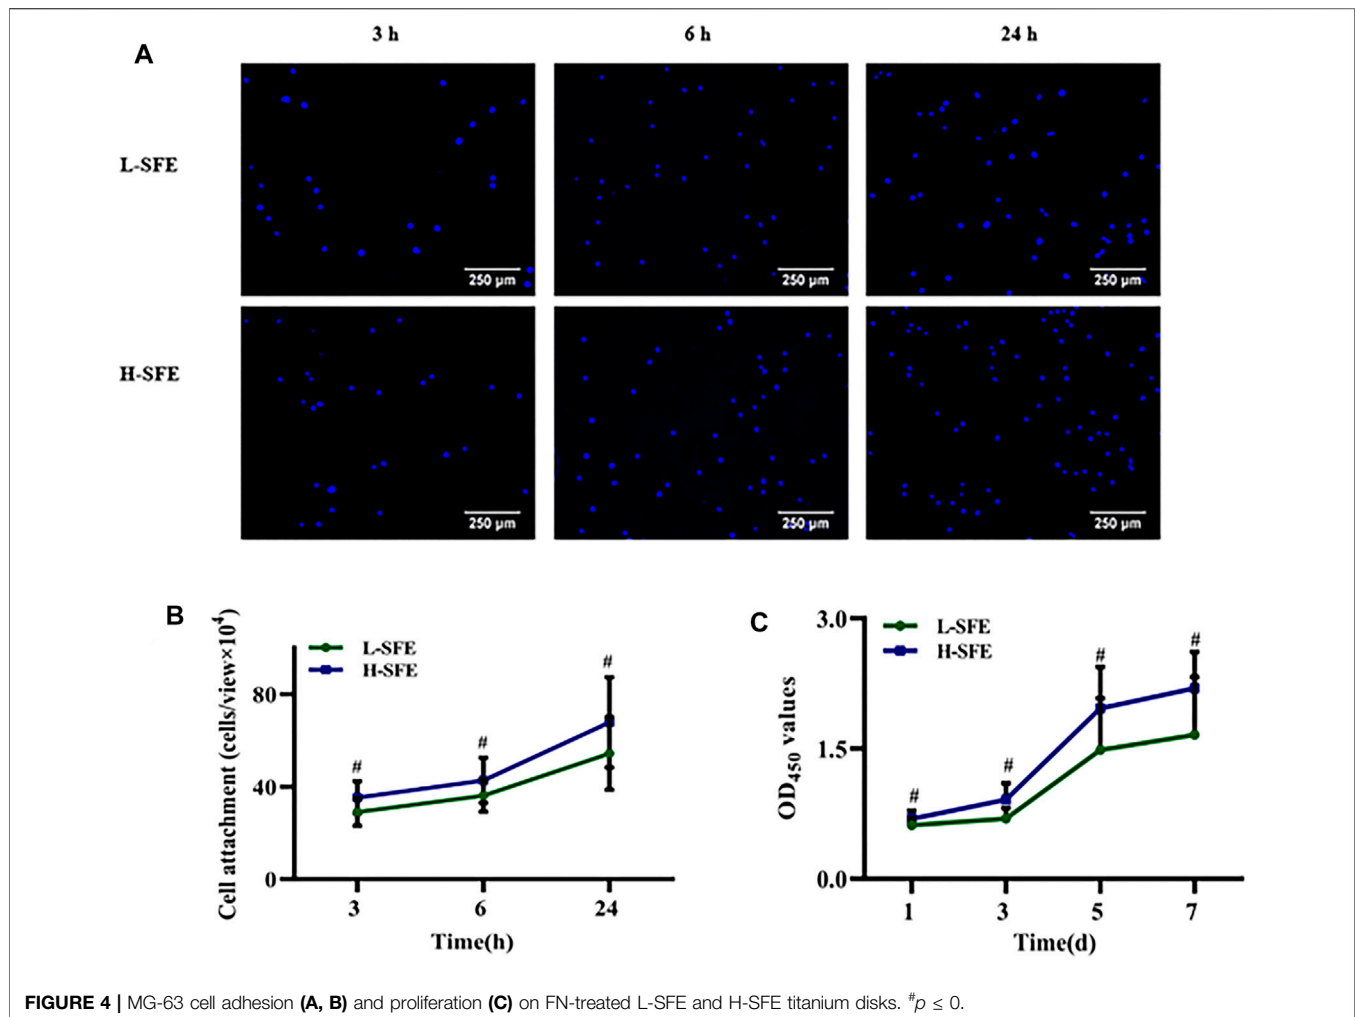 A
3 h
6 h
24 h
L-SFE
250 µm
250 µm
250 µm
H-SFE
250 µm
250 µm
250 µm
B
Cell attachment (cells/view×10⁴)
L-SFE
H-SFE
80
40
0
# # #
3 6 24
Time(h)
C
OD₄₅₀ values
L-SFE
H-SFE
3.0
1.5
0.0
# # # #
1 3 5 7
Time(d)
FIGURE 4 | MG-63 cell adhesion (A, B) and proliferation (C) on FN-treated L-SFE and H-SFE titanium disks. #p ≤ 0.